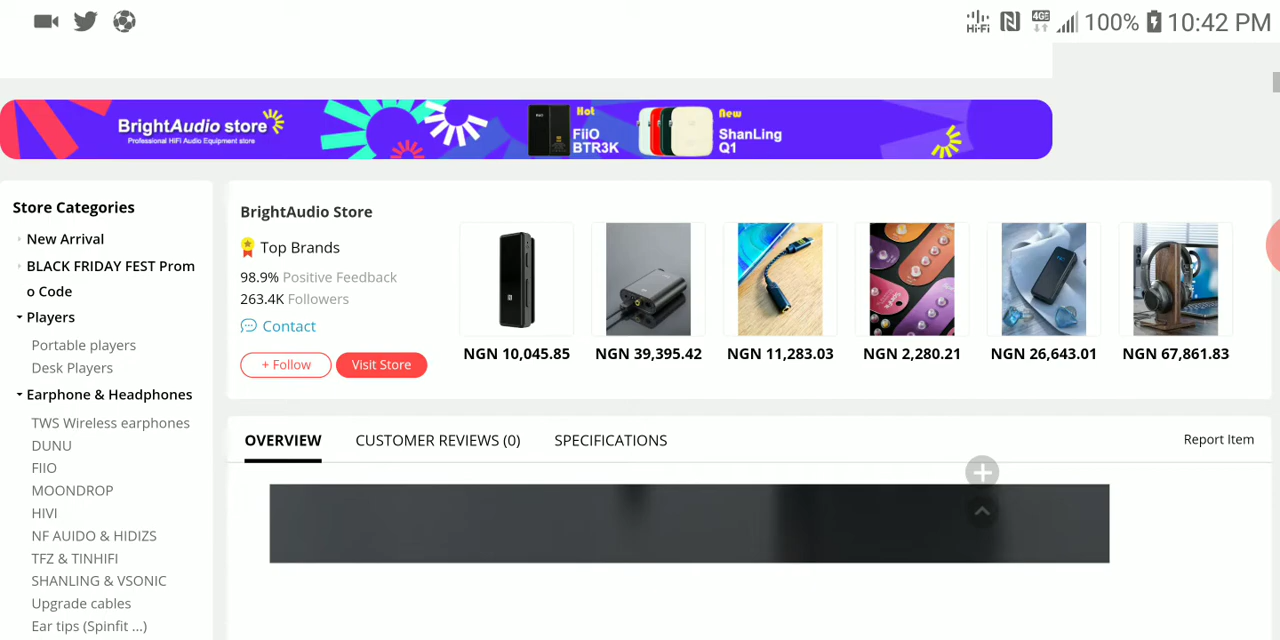 Hi-Fi
4GE
100%
10:42 PM
BrightAudio store
Professional HiFi Audio Equipment store
Hot
FiiO
BTR3K
New
ShanLing
Q1
Store Categories
New Arrival
BLACK FRIDAY FEST Prom
o Code
Players
Portable players
Desk Players
Earphone & Headphones
TWS Wireless earphones
DUNU
FIIO
MOONDROP
HIVI
NF AUIDO & HIDIZS
TFZ & TINHIFI
SHANLING & VSONIC
Upgrade cables
Ear tips (Spinfit ...)
BrightAudio Store
Top Brands
98.9% Positive Feedback
263.4K Followers
Contact
+ Follow
Visit Store
NGN 10,045.85
NGN 39,395.42
NGN 11,283.03
NGN 2,280.21
NGN 26,643.01
NGN 67,861.83
OVERVIEW
CUSTOMER REVIEWS (0)
SPECIFICATIONS
Report Item